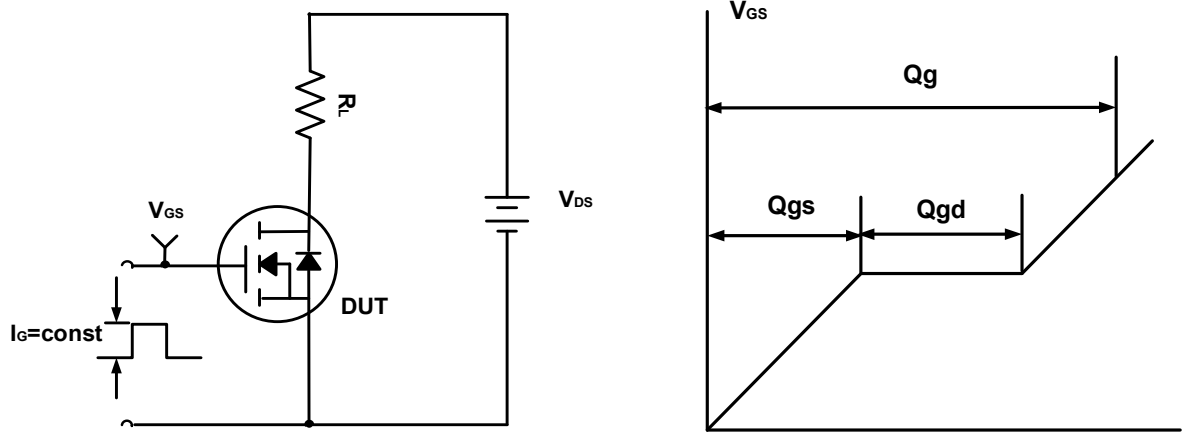 RL
VGS
VDS
DUT
IG=const
VGS
Qg
Qgs
Qgd